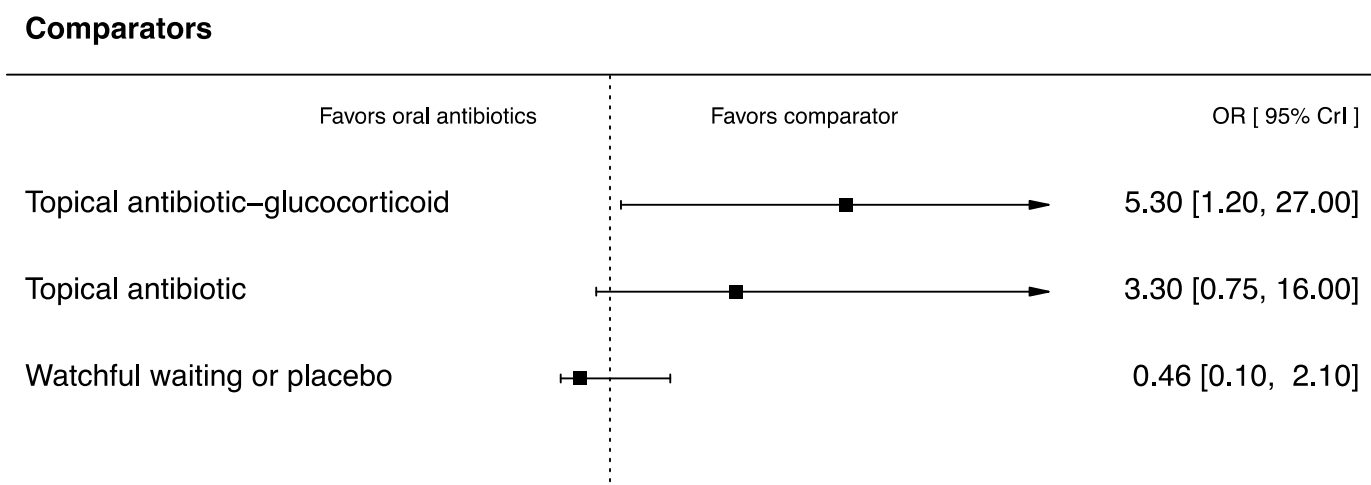 Comparators
Favors oral antibiotics Favors comparator OR [ 95% CrI ]
Topical antibiotic−glucocorticoid 5.30 [1.20, 27.00]
Topical antibiotic 3.30 [0.75, 16.00]
Watchful waiting or placebo 0.46 [0.10, 2.10]